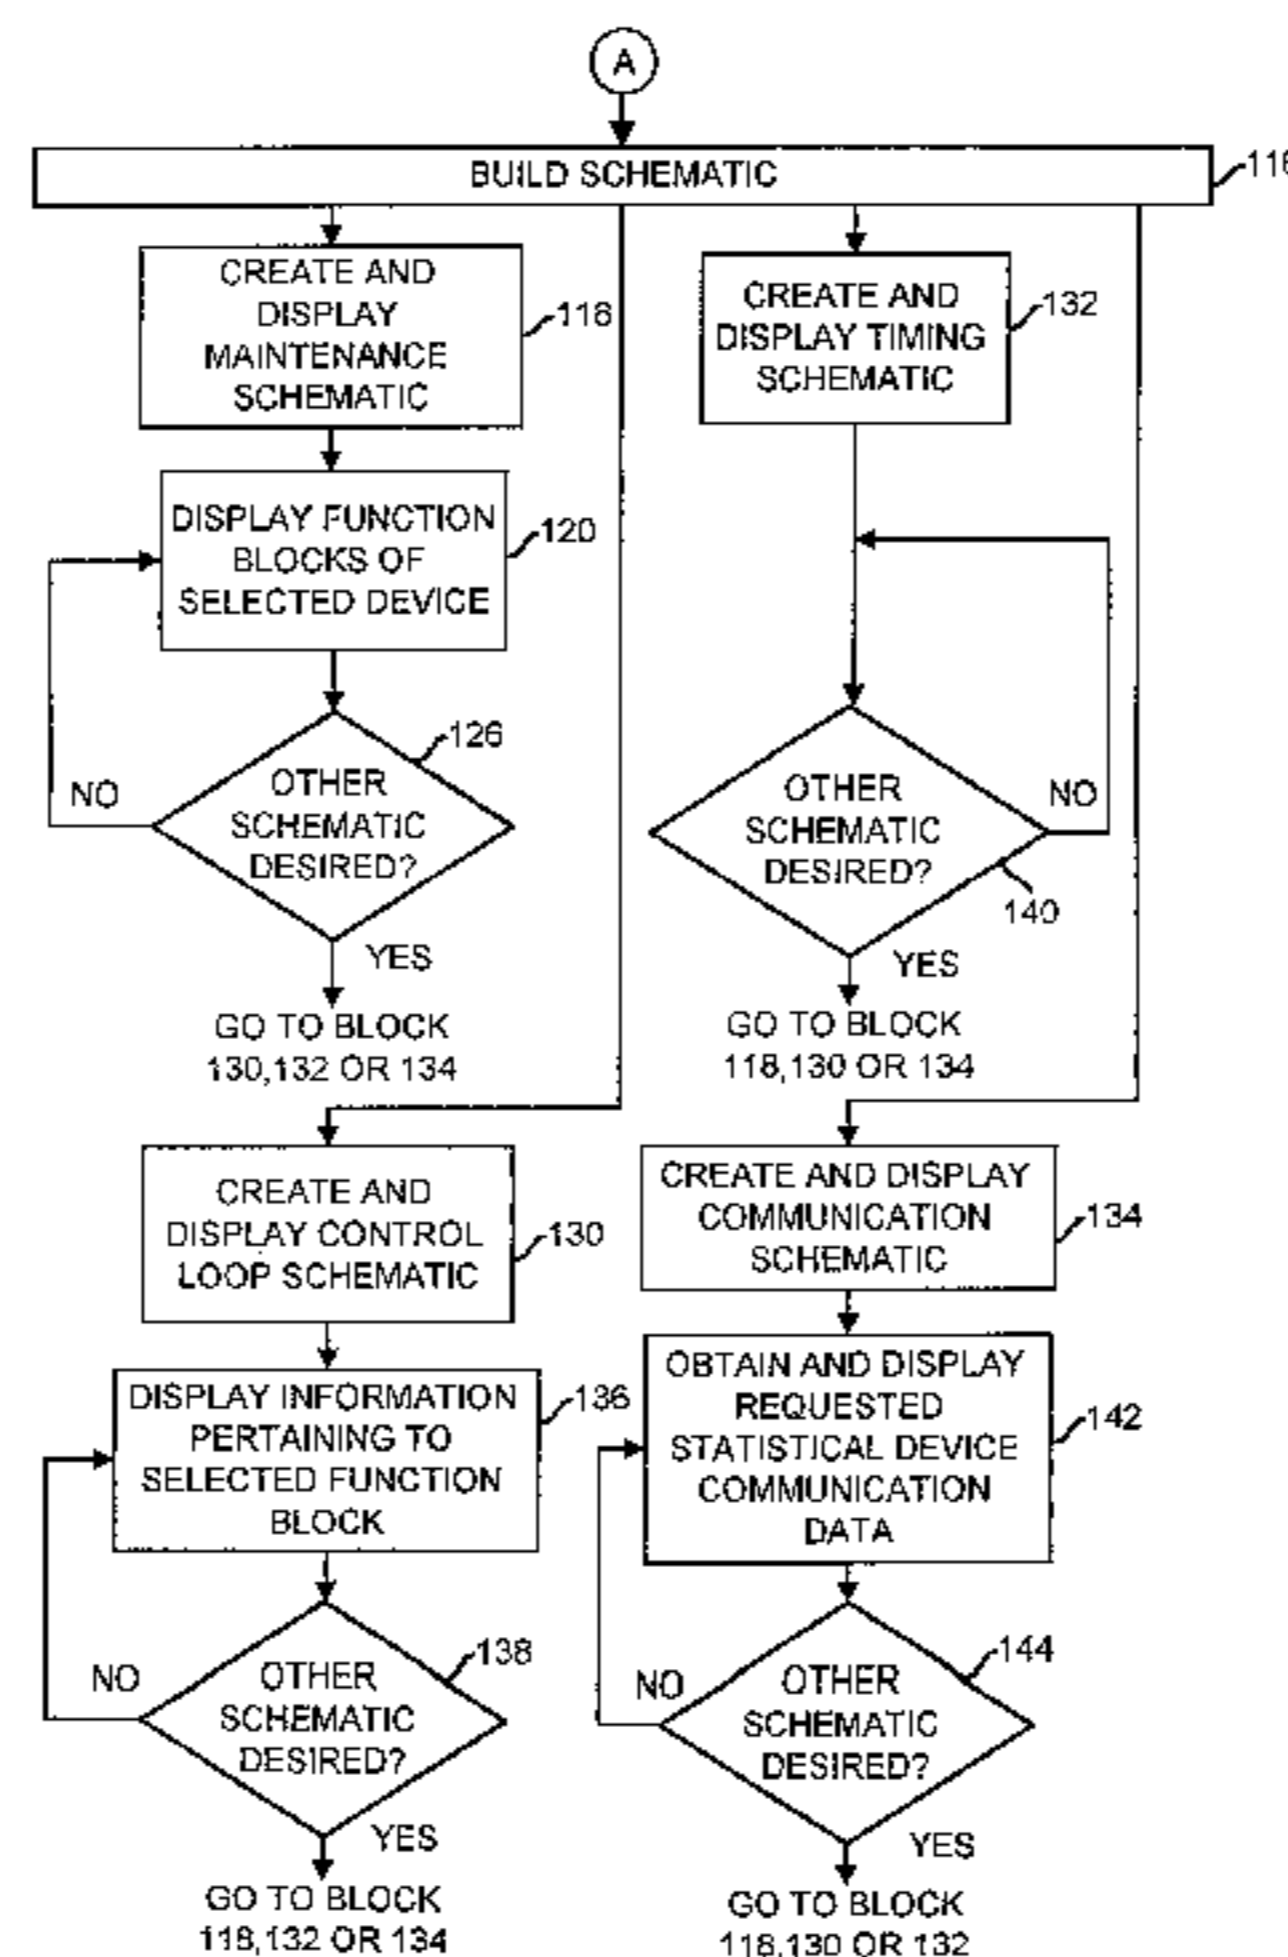 A
BUILD SCHEMATIC
CREATE AND
DISPLAY
MAINTENANCE
SCHEMATIC
118
DISPLAY FUNCTION
BLOCKS OF
SELECTED DEVICE
120
126
OTHER
SCHEMATIC
DESIRED?
NO
YES
GO TO BLOCK
130,132 OR 134
CREATE AND
DISPLAY TIMING
SCHEMATIC
132
OTHER
SCHEMATIC
DESIRED?
NO
140
YES
GO TO BLOCK
118,130 OR 134
CREATE AND
DISPLAY CONTROL
LOOP SCHEMATIC
130
DISPLAY INFORMATION
PERTAINING TO
SELECTED FUNCTION
BLOCK
136
138
OTHER
SCHEMATIC
DESIRED?
NO
YES
GO TO BLOCK
118,132 OR 134
CREATE AND DISPLAY
COMMUNICATION
SCHEMATIC
134
OBTAIN AND DISPLAY
REQUESTED
STATISTICAL DEVICE
COMMUNICATION
DATA
142
144
OTHER
SCHEMATIC
DESIRED?
NO
YES
GO TO BLOCK
118,130 OR 132